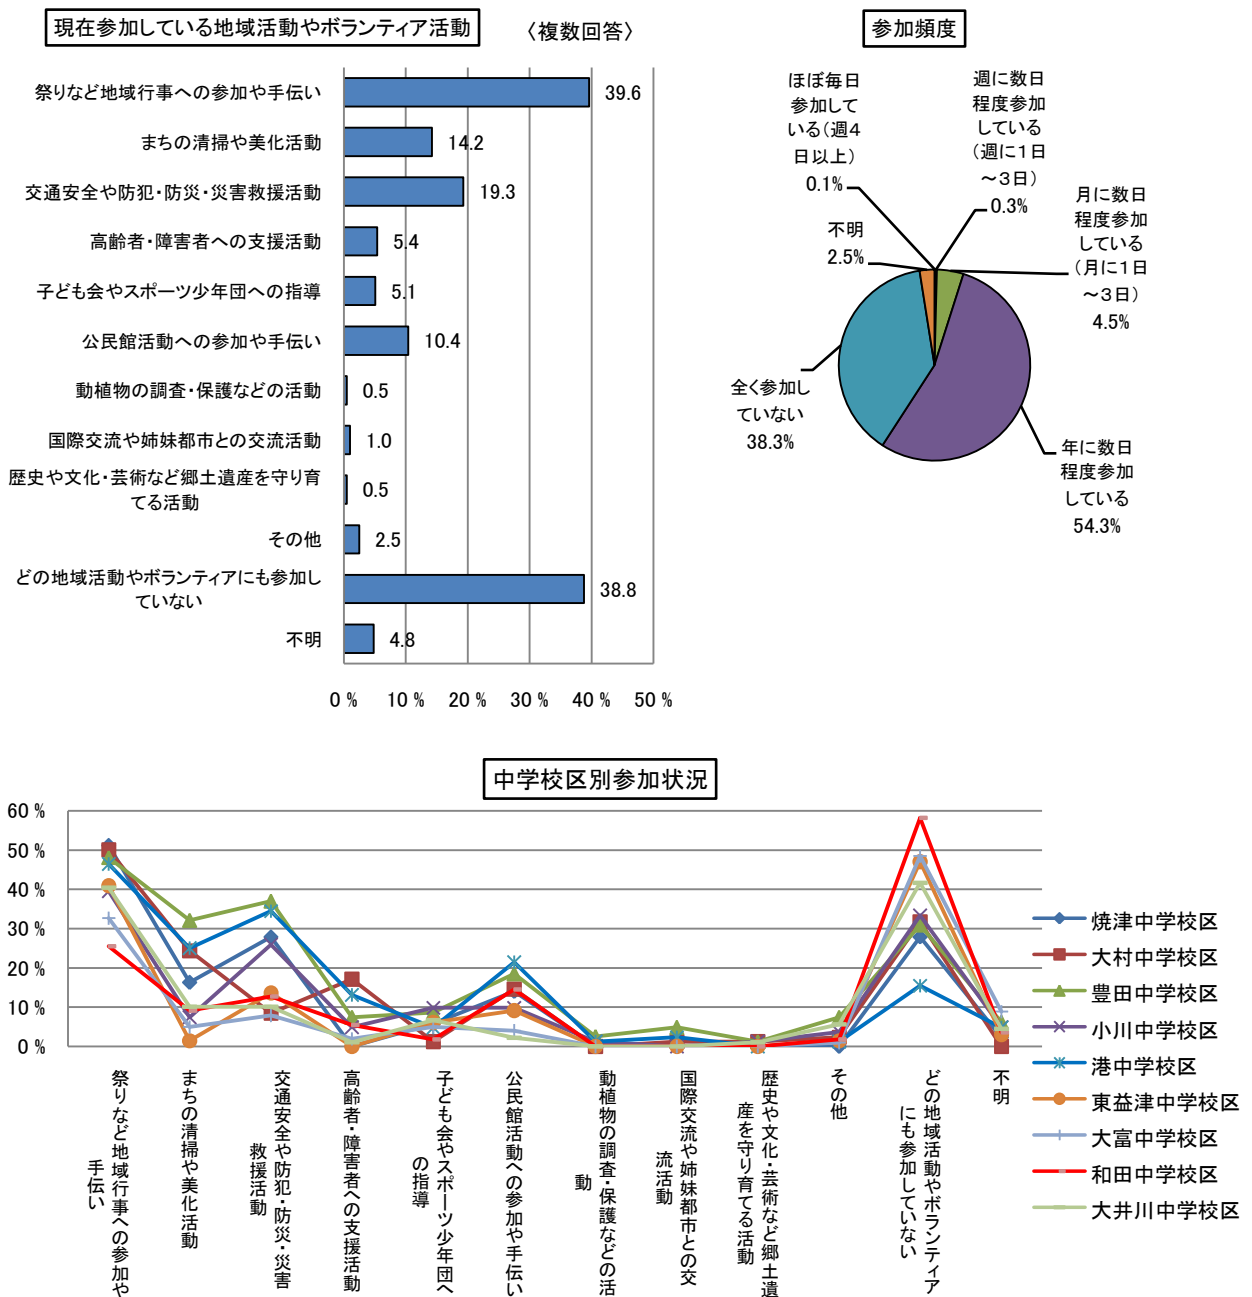 現在参加している地域活動やボランティア活動
〈複数回答〉
祭りなど地域行事への参加や手伝い
39.6
まちの清掃や美化活動
14.2
交通安全や防犯・防災・災害救援活動
19.3
高齢者・障害者への支援活動
5.4
子ども会やスポーツ少年団への指導
5.1
公民館活動への参加や手伝い
10.4
動植物の調査・保護などの活動
0.5
国際交流や姉妹都市との交流活動
1.0
歴史や文化・芸術など郷土遺産を守り育
てる活動
0.5
その他
2.5
どの地域活動やボランティアにも参加し
ていない
38.8
不明
4.8
0% 10% 20% 30% 40% 50%
参加頻度
ほぼ毎日
参加して
いる(週4
日以上)
0.1%
週に数日
程度参加
している
(週に1日
～3日)
0.3%
月に数日
程度参加
している
(月に1日
～3日)
4.5%
不明
2.5%
全く参加し
ていない
38.3%
年に数日
程度参加
している
54.3%
中学校区別参加状況
60%
50%
40%
30%
20%
10%
0%
祭りなど地域行事への参加や
手伝い
まちの清掃や美化活動
交通安全や防犯・防災・災害
救援活動
高齢者・障害者への支援活動
子ども会やスポーツ少年団へ
の指導
公民館活動への参加や手伝い
動植物の調査・保護などの活
動
国際交流や姉妹都市との交
流活動
歴史や文化・芸術など郷土遺
産を守り育てる活動
その他
どの地域活動やボランティア
にも参加していない
不明
焼津中学校区
大村中学校区
豊田中学校区
小川中学校区
港中学校区
東益津中学校区
大富中学校区
和田中学校区
大井川中学校区